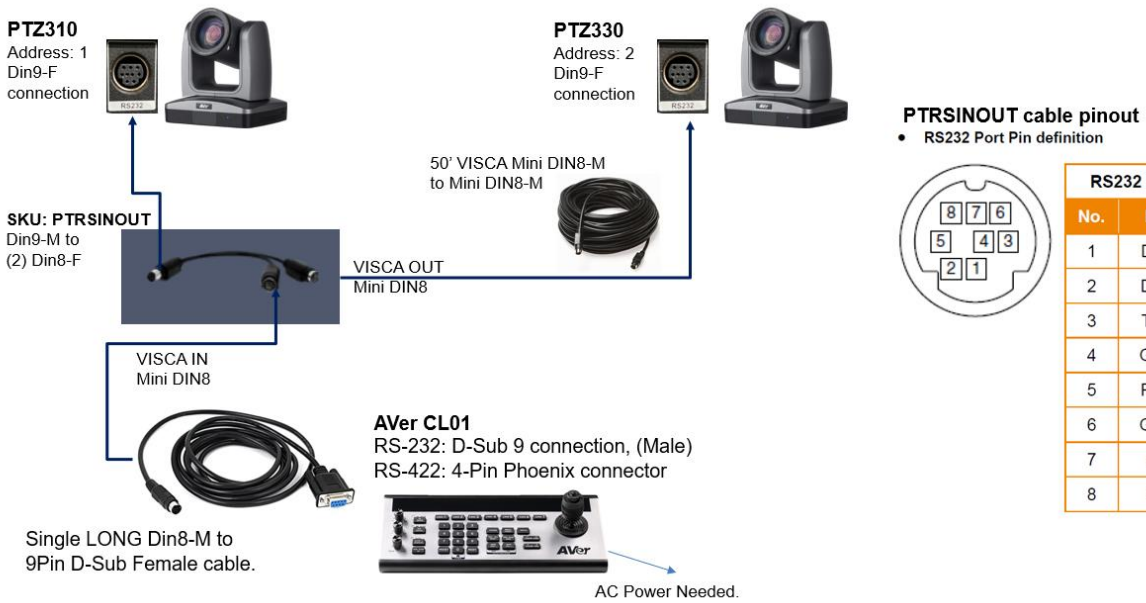 PTZ310
Address: 1
Din9-F
connection
RS232
PTZ330
Address: 2
Din9-F
connection
RS232
50' VISCA Mini DIN8-M
to Mini DIN8-M
SKU: PTRSINOUT
Din9-M to
(2) Din8-F
VISCA OUT
Mini DIN8
VISCA IN
Mini DIN8
AVer CL01
RS-232: D-Sub 9 connection, (Male)
RS-422: 4-Pin Phoenix connector
Single LONG Din8-M to
9Pin D-Sub Female cable.
AVer
AC Power Needed.
PTRSINOUT cable pinout
• RS232 Port Pin definition
8 7 6
5 4 3
2 1
RS232
No.
1
2
3
4
5
6
7
8